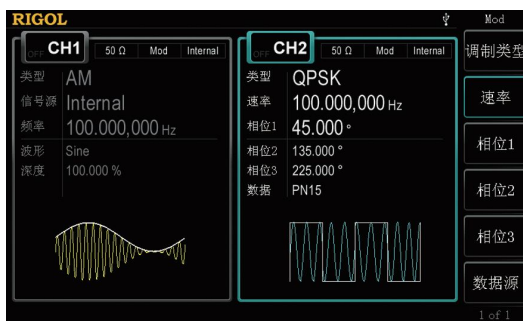 RIGOL
Mod
OFF CH1 50 Ω Mod Internal
类型 AM
信号源 Internal
频率 100.000,000 Hz
波形 Sine
深度 100.000 %
OFF CH2 50 Ω Mod Internal
类型 QPSK
速率 100.000,000 Hz
相位1 45.000 °
相位2 135.000 °
相位3 225.000 °
数据 PN15
调制类型
速率
相位1
相位2
相位3
数据源
1 of 1